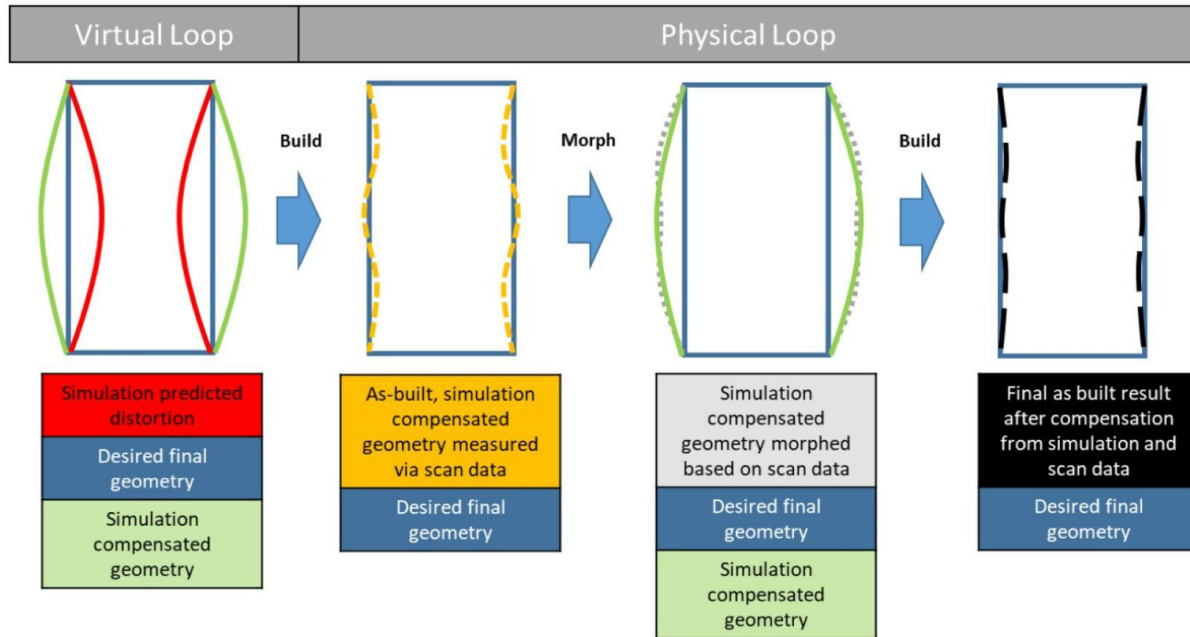 Virtual Loop
Physical Loop
Build
Morph
Build
Simulation predicted
distortion
Desired final
geometry
Simulation
compensated
geometry
As-built, simulation
compensated
geometry measured
via scan data
Desired final
geometry
Simulation
compensated
geometry morphed
based on scan data
Desired final
geometry
Simulation
compensated
geometry
Final as built result
after compensation
from simulation and
scan data
Desired final
geometry